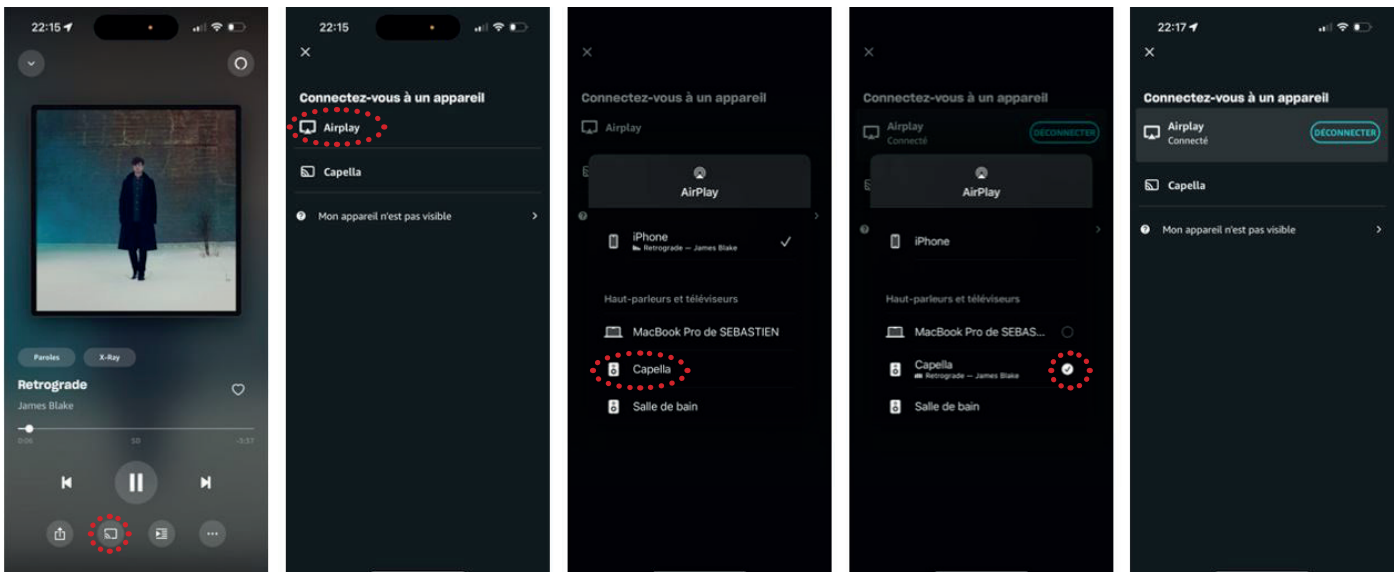 22:15
Paroles
X-Ray
Retrograde
James Blake
0:06
SD
-3:37
22:15
Connectez-vous à un appareil
Airplay
Capella
Mon appareil n'est pas visible
Connectez-vous à un appareil
Airplay
AirPlay
iPhone
Retrograde — James Blake
Haut-parleurs et téléviseurs
MacBook Pro de SEBASTIEN
Capella
Salle de bain
Connectez-vous à un appareil
Airplay
Connecté
DÉCONNECTER
AirPlay
iPhone
Haut-parleurs et téléviseurs
MacBook Pro de SEBAS...
Capella
Retrograde — James Blake
Salle de bain
22:17
Connectez-vous à un appareil
Airplay
Connecté
DÉCONNECTER
Capella
Mon appareil n'est pas visible